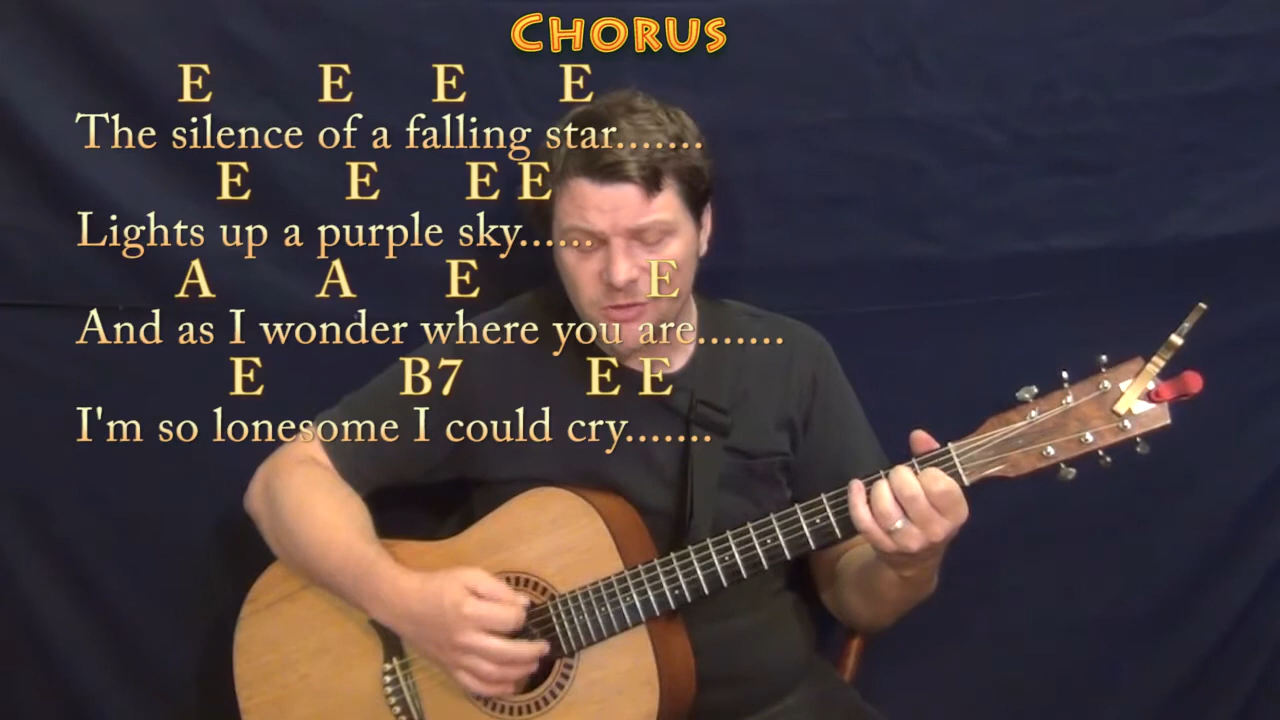 CHORUS
E E E E
The silence of a falling star.......
E E E E
Lights up a purple sky......
A A E E
And as I wonder where you are.......
E B7 E E
I'm so lonesome I could cry.......